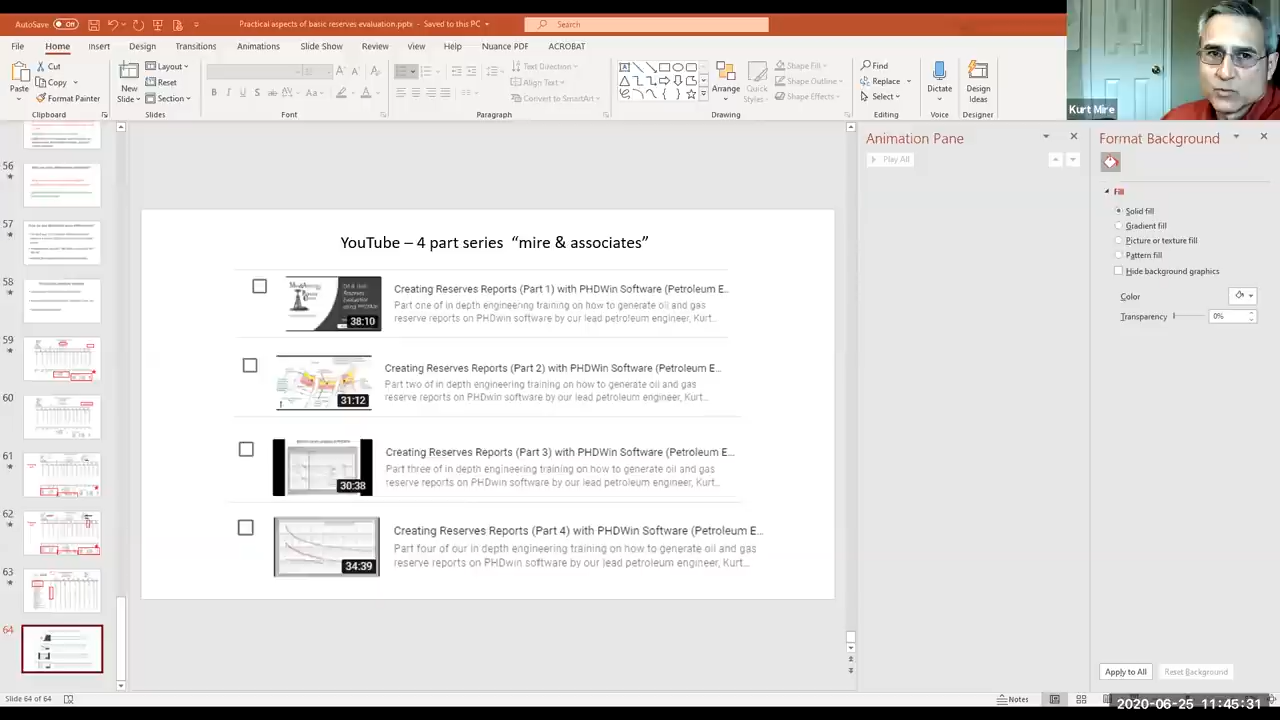 AutoSave Off
Practical aspects of basic reserves evaluation.pptx - Saved to this PC
Search
File Home Insert Design Transitions Animations Slide Show Review View Help Nuance PDF ACROBAT
Paste
Cut
Copy
Format Painter
Clipboard
New Slide
Layout
Reset
Section
Slides
Font
Text Direction
Align Text
Convert to SmartArt
Paragraph
Arrange
Quick Styles
Shape Fill
Shape Outline
Shape Effects
Drawing
Find
Replace
Select
Editing
Dictate
Voice
Design Ideas
Designer
Kurt Mire
56
57
58
59
60
61
62
63
64
YouTube – 4 part series “mire & associates”
38:10
Creating Reserves Reports (Part 1) with PHDWin Software (Petroleum E...
Part one of in depth engineering training on how to generate oil and gas
reserve reports on PHDwin software by our lead petroleum engineer, Kurt...
31:12
Creating Reserves Reports (Part 2) with PHDWin Software (Petroleum E...
Part two of in depth engineering training on how to generate oil and gas
reserve reports on PHDwin software by our lead petroleum engineer, Kurt...
30:38
Creating Reserves Reports (Part 3) with PHDWin Software (Petroleum E...
Part three of in depth engineering training on how to generate oil and gas
reserve reports on PHDwin software by our lead petroleum engineer, Kurt...
34:39
Creating Reserves Reports (Part 4) with PHDWin Software (Petroleum E...
Part four of our in depth engineering training on how to generate oil and gas
reserve reports on PHDwin software by our lead petroleum engineer, Kurt...
Animation Pane
Play All
Format Background
Fill
Solid fill
Gradient fill
Picture or texture fill
Pattern fill
Hide background graphics
Color
Transparency 0%
Apply to All
Reset Background
Slide 64 of 64
Notes
2020-06-25 11:45:31